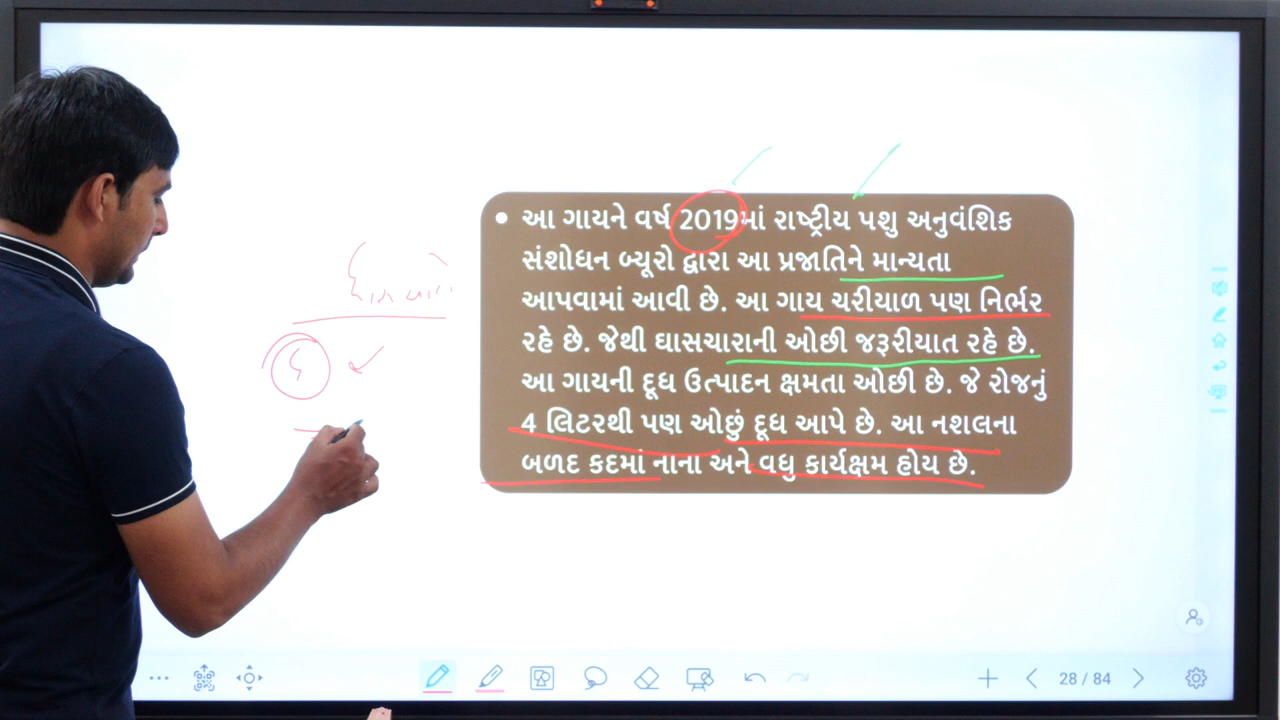 • આ ગાયને વર્ષ 2019માં રાષ્ટ્રીય પશુ અનુવંશિક
સંશોધન બ્યૂરો દ્વારા આ પ્રજાતિને માન્યતા
આપવામાં આવી છે. આ ગાય ચરીયાળ પણ નિર્ભર
રહે છે. જેથી ઘાસચારાની ઓછી જરૂરીયાત રહે છે.
આ ગાયની દૂધ ઉત્પાદન ક્ષમતા ઓછી છે. જે રોજનું
4 લિટરથી પણ ઓછું દૂધ આપે છે. આ નશલના
બળદ કદમાં નાના અને વધુ કાર્યક્ષમ હોય છે.
28 / 84